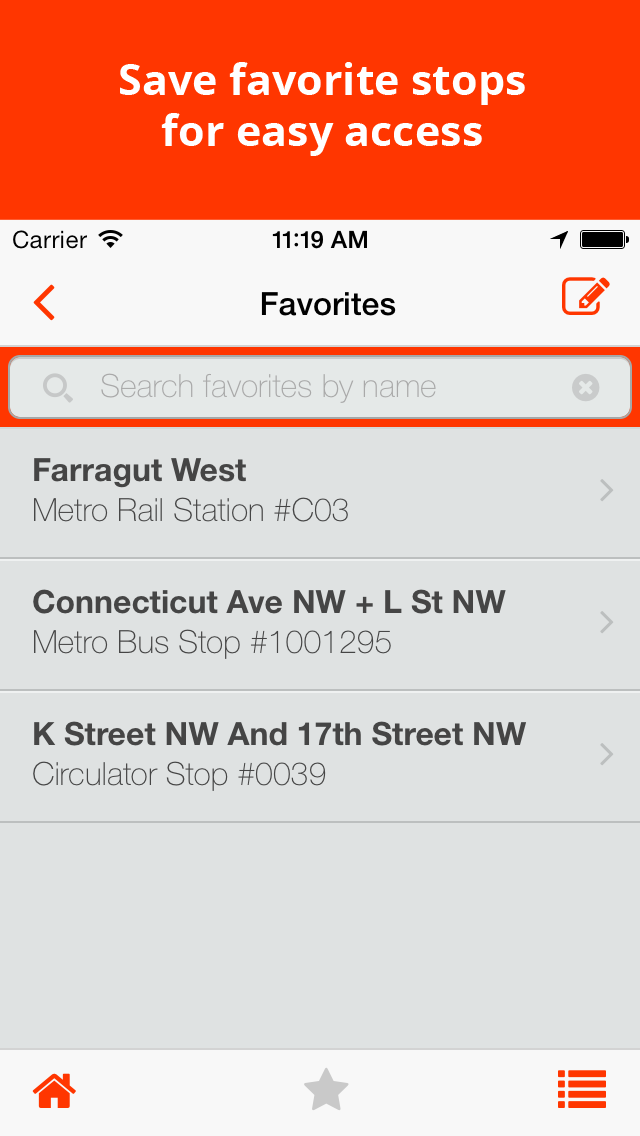 Save favorite stops
for easy access
Carrier 11:19 AM
Favorites
Search favorites by name
Farragut West
Metro Rail Station #C03
Connecticut Ave NW + L St NW
Metro Bus Stop #1001295
K Street NW And 17th Street NW
Circulator Stop #0039